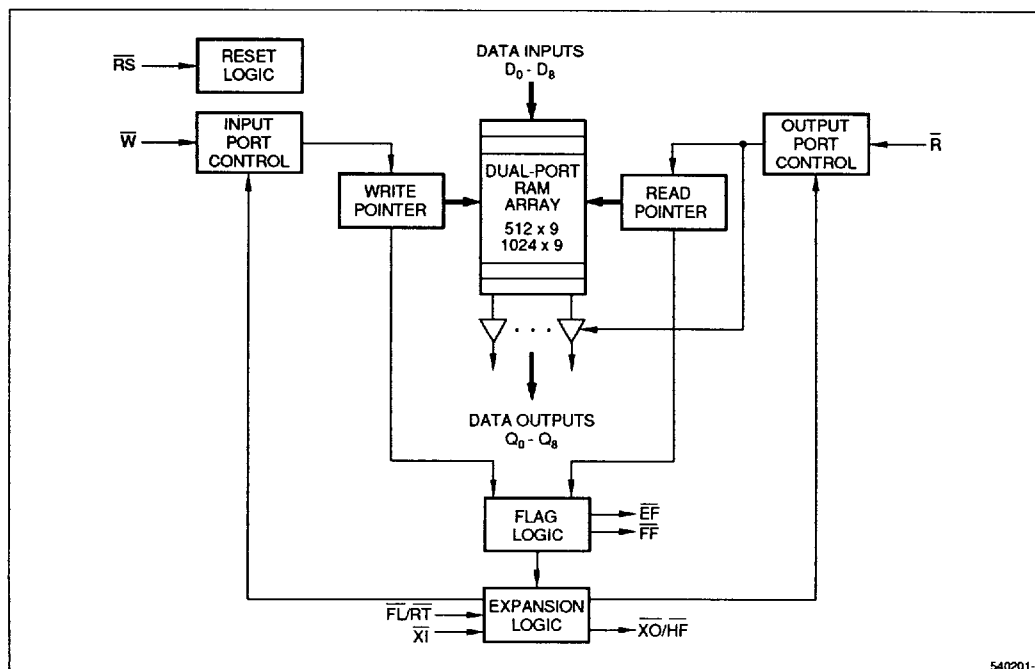 RS
RESET
LOGIC
DATA INPUTS
D₀ - D₈
W
INPUT
PORT
CONTROL
OUTPUT
PORT
CONTROL
R
WRITE
POINTER
DUAL-PORT
RAM
ARRAY
512 x 9
1024 x 9
READ
POINTER
. . .
DATA OUTPUTS
Q₀ - Q₈
FLAG
LOGIC
EF
FF
EXPANSION
LOGIC
FL/RT
XI
XO/HF
540201-